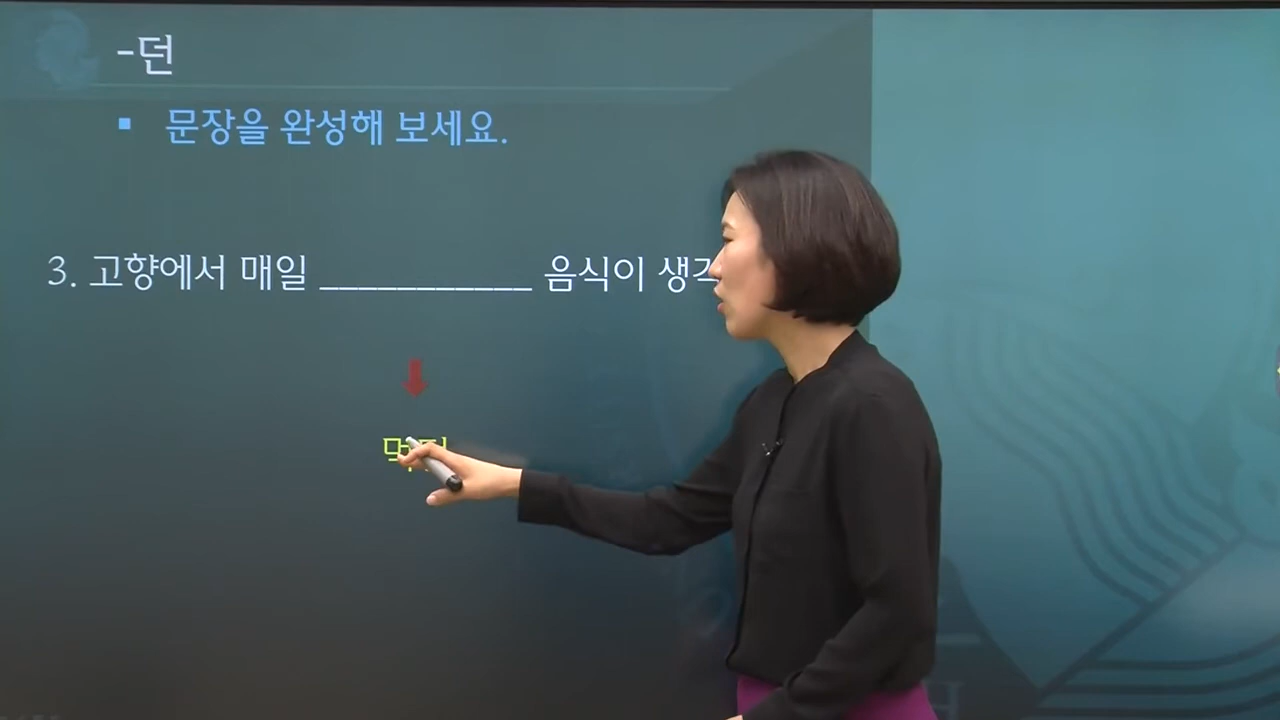 -던
▪ 문장을 완성해 보세요.
3. 고향에서 매일 ___________ 음식이